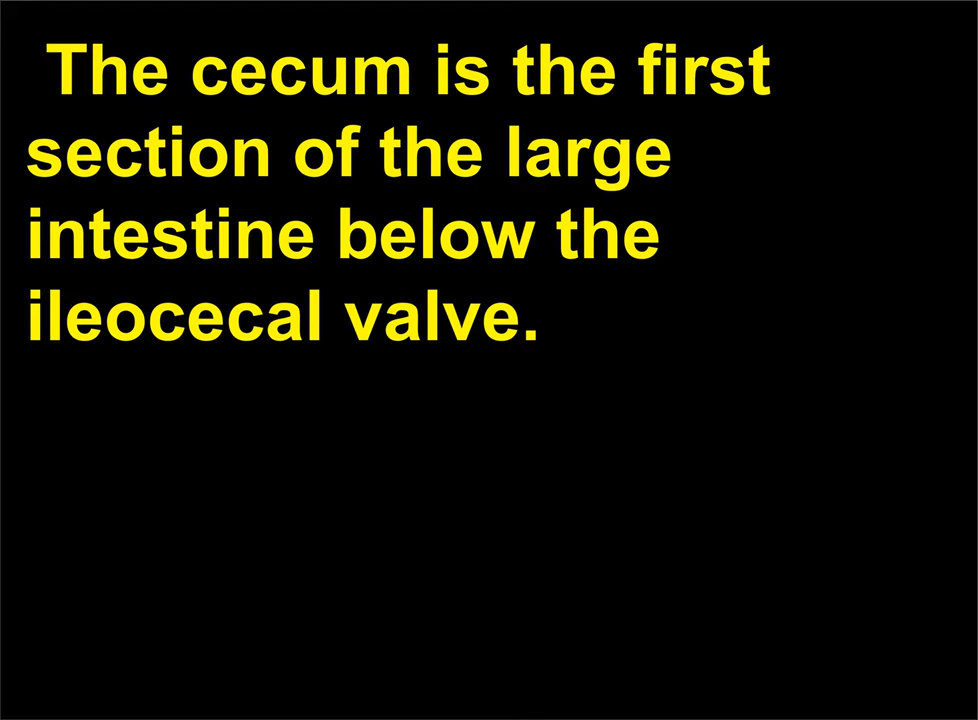 The cecum is the first
section of the large
intestine below the
ileocecal valve.